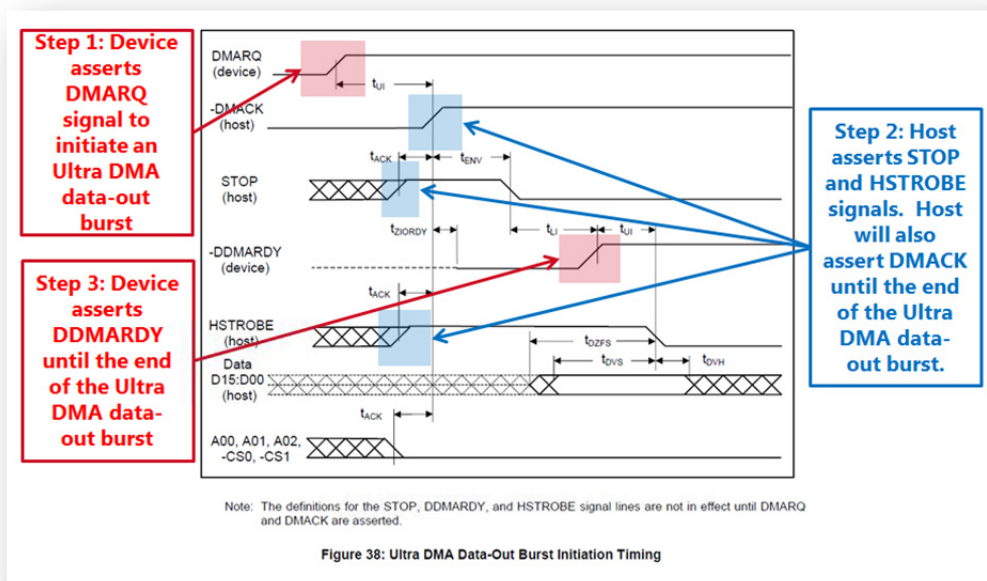 Step 1: Device
asserts
DMARQ
signal to
initiate an
Ultra DMA
data-out
burst
Step 3: Device
asserts
DDMARDY
until the end
of the Ultra
DMA data-
out burst
DMARQ
(device)
tUI
-DMACK
(host)
tACK
tENV
STOP
(host)
tZIORDY
tLI
tUI
-DDMARDY
(device)
tACK
HSTROBE
(host)
tDZFS
tDVS
tDVH
Data
D15:D00
(host)
tACK
A00, A01, A02,
-CS0, -CS1
Step 2: Host
asserts STOP
and HSTROBE
signals. Host
will also
assert DMACK
until the end
of the Ultra
DMA data-
out burst.
Note: The definitions for the STOP, DDMARDY, and HSTROBE signal lines are not in effect until DMARQ
and DMACK are asserted.
Figure 38: Ultra DMA Data-Out Burst Initiation Timing